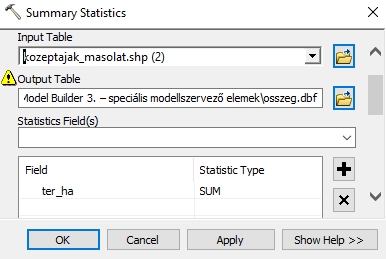 Summary Statistics
Input Table
kozeptajak_masolat.shp (2)
Output Table
Model Builder 3. – speciális modellszervező elemek\osszeg.dbf
Statistics Field(s)
Field Statistic Type
ter_ha SUM
OK Cancel Apply Show Help >>